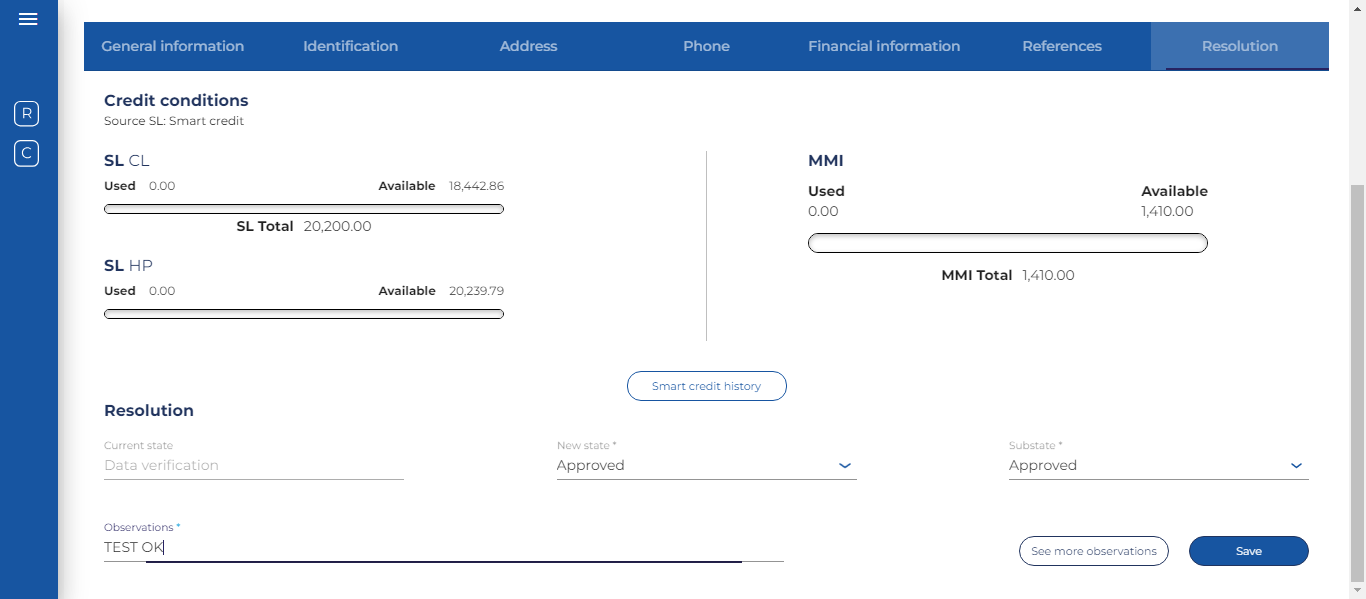 R
C
General information Identification Address Phone Financial information References Resolution
Credit conditions
Source SL: Smart credit
SL CL
Used 0.00 Available 18,442.86
SL Total 20,200.00
SL HP
Used 0.00 Available 20,239.79
MMI
Used Available
0.00 1,410.00
MMI Total 1,410.00
Smart credit history
Resolution
Current state New state * Substate *
Data verification Approved Approved
Observations *
TEST OK
See more observations Save